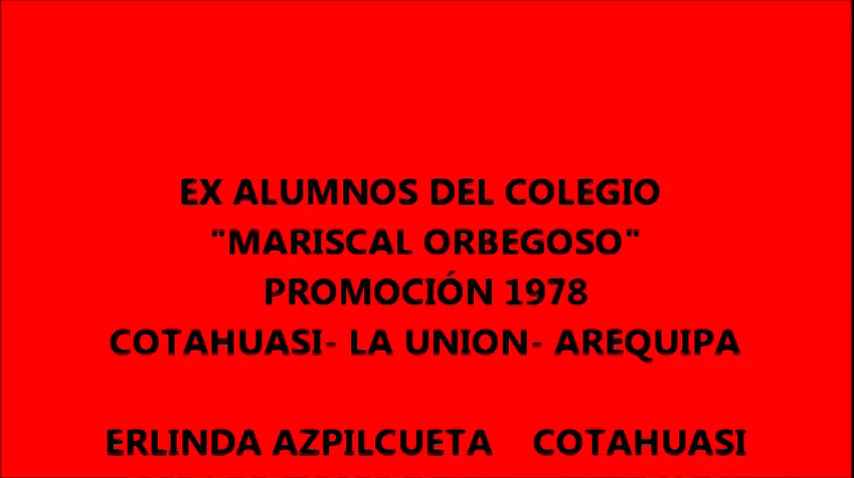 EX ALUMNOS DEL COLEGIO
"MARISCAL ORBEGOSO"
PROMOCIÓN 1978
COTAHUASI- LA UNION- AREQUIPA
ERLINDA AZPILCUETA COTAHUASI